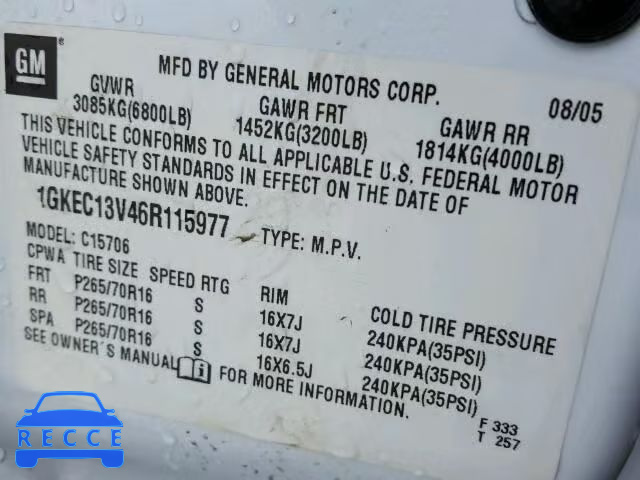 GM ®
MFD BY GENERAL MOTORS CORP. 08/05
GVWR GAWR FRT GAWR RR
3085KG(6800LB) 1452KG(3200LB) 1814KG(4000LB)
THIS VEHICLE CONFORMS TO ALL APPLICABLE U.S. FEDERAL MOTOR
VEHICLE SAFETY STANDARDS IN EFFECT ON THE DATE OF
MANUFACTURE SHOWN ABOVE.
1GKEC13V46R115977 TYPE: M.P.V.
MODEL: C15706
CPWA TIRE SIZE SPEED RTG RIM COLD TIRE PRESSURE
FRT P265/70R16 S 16X7J 240KPA(35PSI)
RR P265/70R16 S 16X7J 240KPA(35PSI)
SPA P265/70R16 S 16X6.5J 240KPA(35PSI)
SEE OWNER'S MANUAL i FOR MORE INFORMATION.
F 333
T 257
RECCE